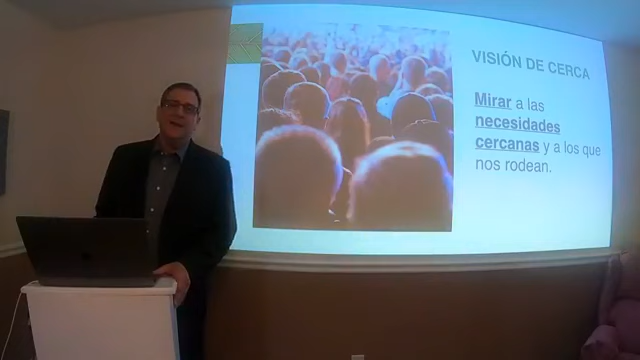 VISIÓN DE CERCA
Mirar a las
necesidades
cercanas y a los que
nos rodean.